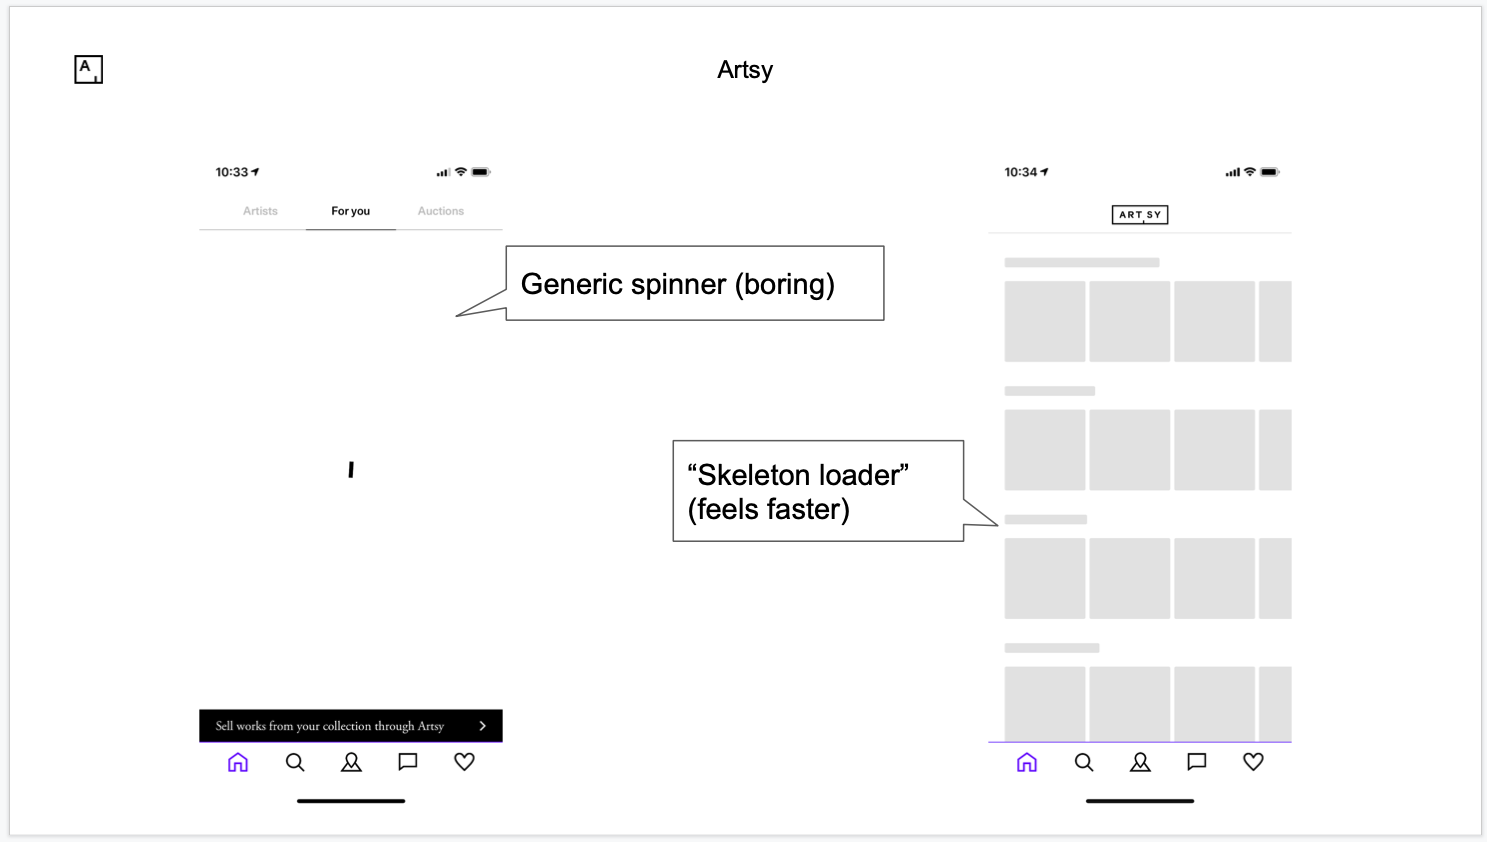 A
Artsy
10:33
Artists For you Auctions
Generic spinner (boring)
Sell works from your collection through Artsy
“Skeleton loader”
(feels faster)
10:34
ARTSY